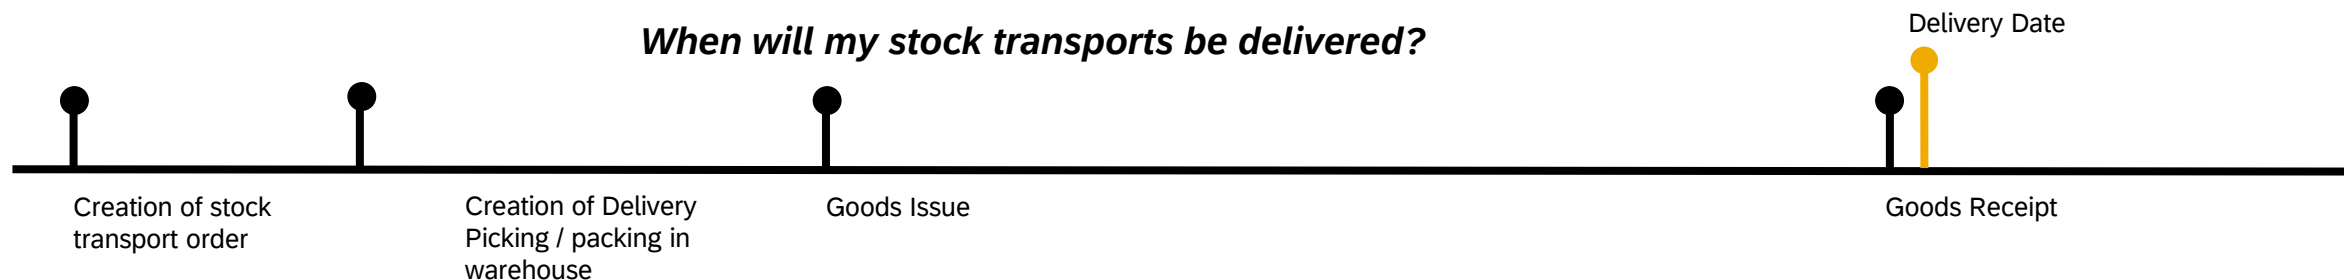 When will my stock transports be delivered?
Delivery Date
Creation of stock
transport order
Creation of Delivery
Picking / packing in
warehouse
Goods Issue
Goods Receipt